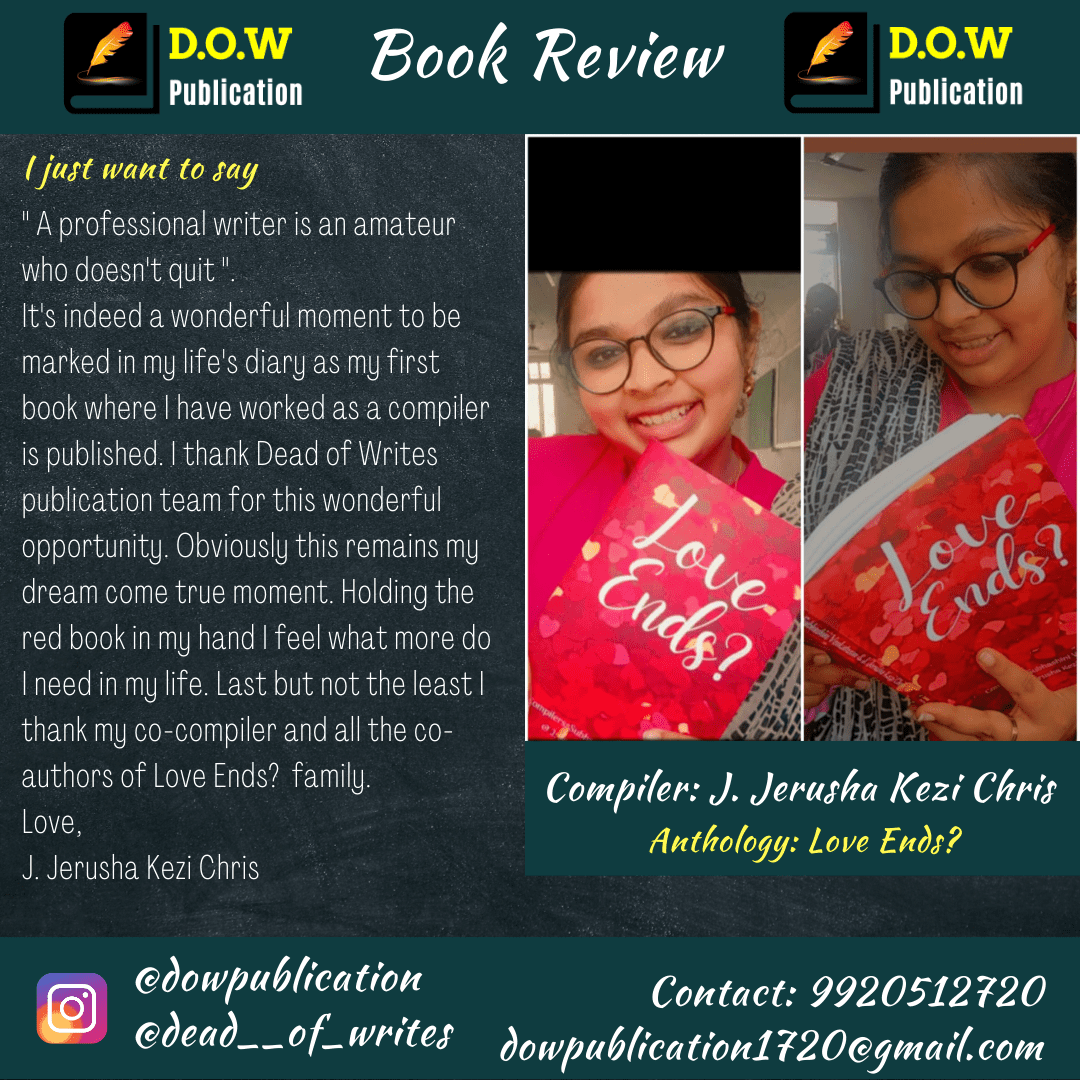 D.O.W
Publication
Book Review
D.O.W
Publication
I just want to say
" A professional writer is an amateur
who doesn't quit ".
It's indeed a wonderful moment to be
marked in my life's diary as my first
book where I have worked as a compiler
is published. I thank Dead of Writes
publication team for this wonderful
opportunity. Obviously this remains my
dream come true moment. Holding the
red book in my hand I feel what more do
I need in my life. Last but not the least I
thank my co-compiler and all the co-
authors of Love Ends?  family.
Love,
J. Jerusha Kezi Chris
Love
Ends?
Love
Ends?
Compiler: J. Jerusha Kezi Chris
Anthology: Love Ends?
@dowpublication
@dead__of_writes
Contact: 9920512720
dowpublication1720@gmail.com